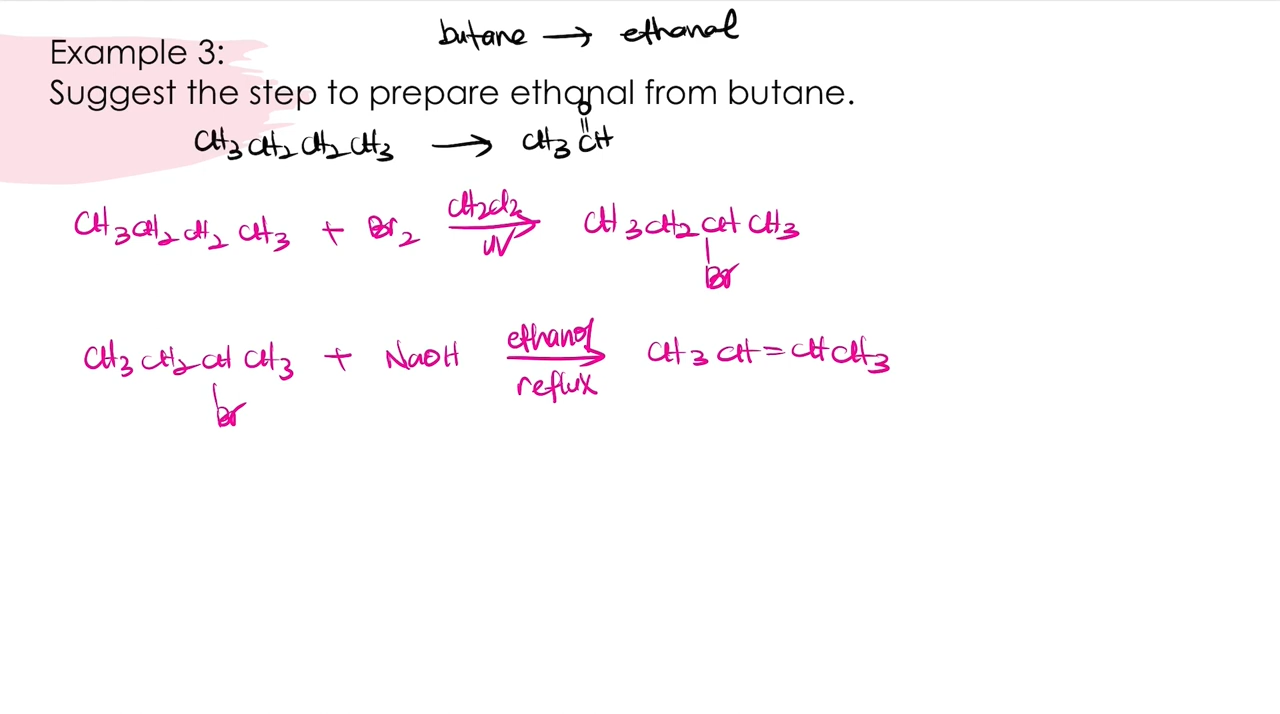 butane → ethanal
Example 3:
Suggest the step to prepare ethanal from butane.
O
||
CH3CH2CH2CH3 → CH3CH
CH3CH2CH2CH3 + Br2 CH2Cl2 → UV CH3CH2CHCH3
Br
CH3CH2CHCH3 + NaOH ethanol → reflux CH3CH=CHCH3
Br